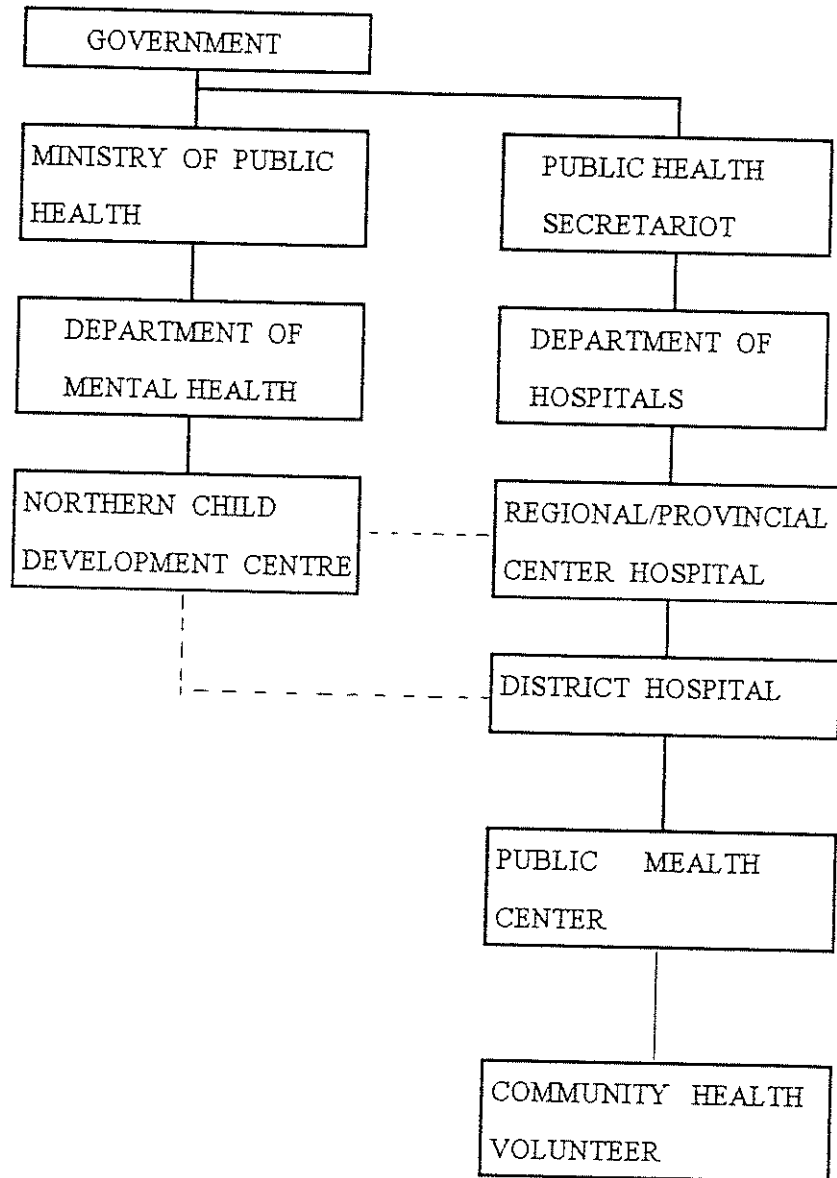 GOVERNMENT
MINISTRY OF PUBLIC
HEALTH
PUBLIC HEALTH
SECRETARIOT
DEPARTMENT OF
MENTAL HEALTH
DEPARTMENT OF
HOSPITALS
NORTHERN CHILD
DEVELOPMENT CENTRE
REGIONAL/PROVINCIAL
CENTER HOSPITAL
DISTRICT HOSPITAL
PUBLIC MEALTH
CENTER
COMMUNITY HEALTH
VOLUNTEER